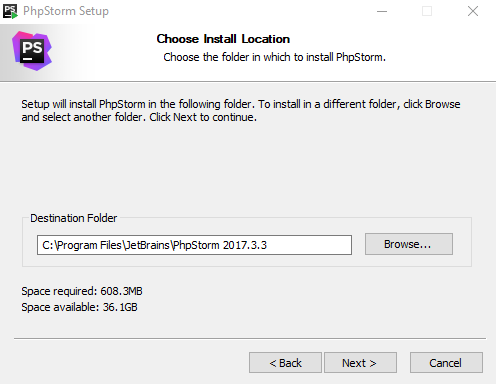 PhpStorm Setup
PS
Choose Install Location
Choose the folder in which to install PhpStorm.
Setup will install PhpStorm in the following folder. To install in a different folder, click Browse
and select another folder. Click Next to continue.
Destination Folder
C:\Program Files\JetBrains\PhpStorm 2017.3.3
Browse...
Space required: 608.3MB
Space available: 36.1GB
< Back
Next >
Cancel